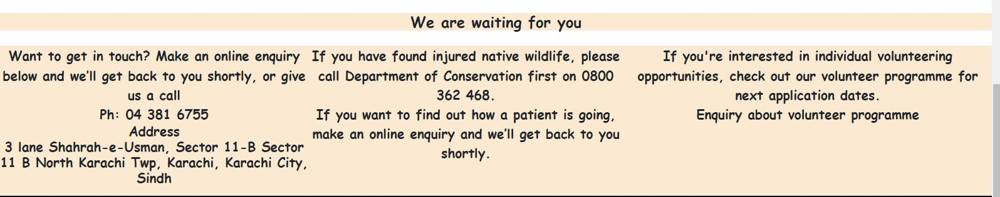 We are waiting for you
Want to get in touch? Make an online enquiry
below and we'll get back to you shortly, or give
us a call
Ph: 04 381 6755
Address
3 lane Shahrah-e-Usman, Sector 11-B Sector
11 B North Karachi Twp, Karachi, Karachi City,
Sindh
If you have found injured native wildlife, please
call Department of Conservation first on 0800
362 468.
If you want to find out how a patient is going,
make an online enquiry and we'll get back to you
shortly.
If you're interested in individual volunteering
opportunities, check out our volunteer programme for
next application dates.
Enquiry about volunteer programme